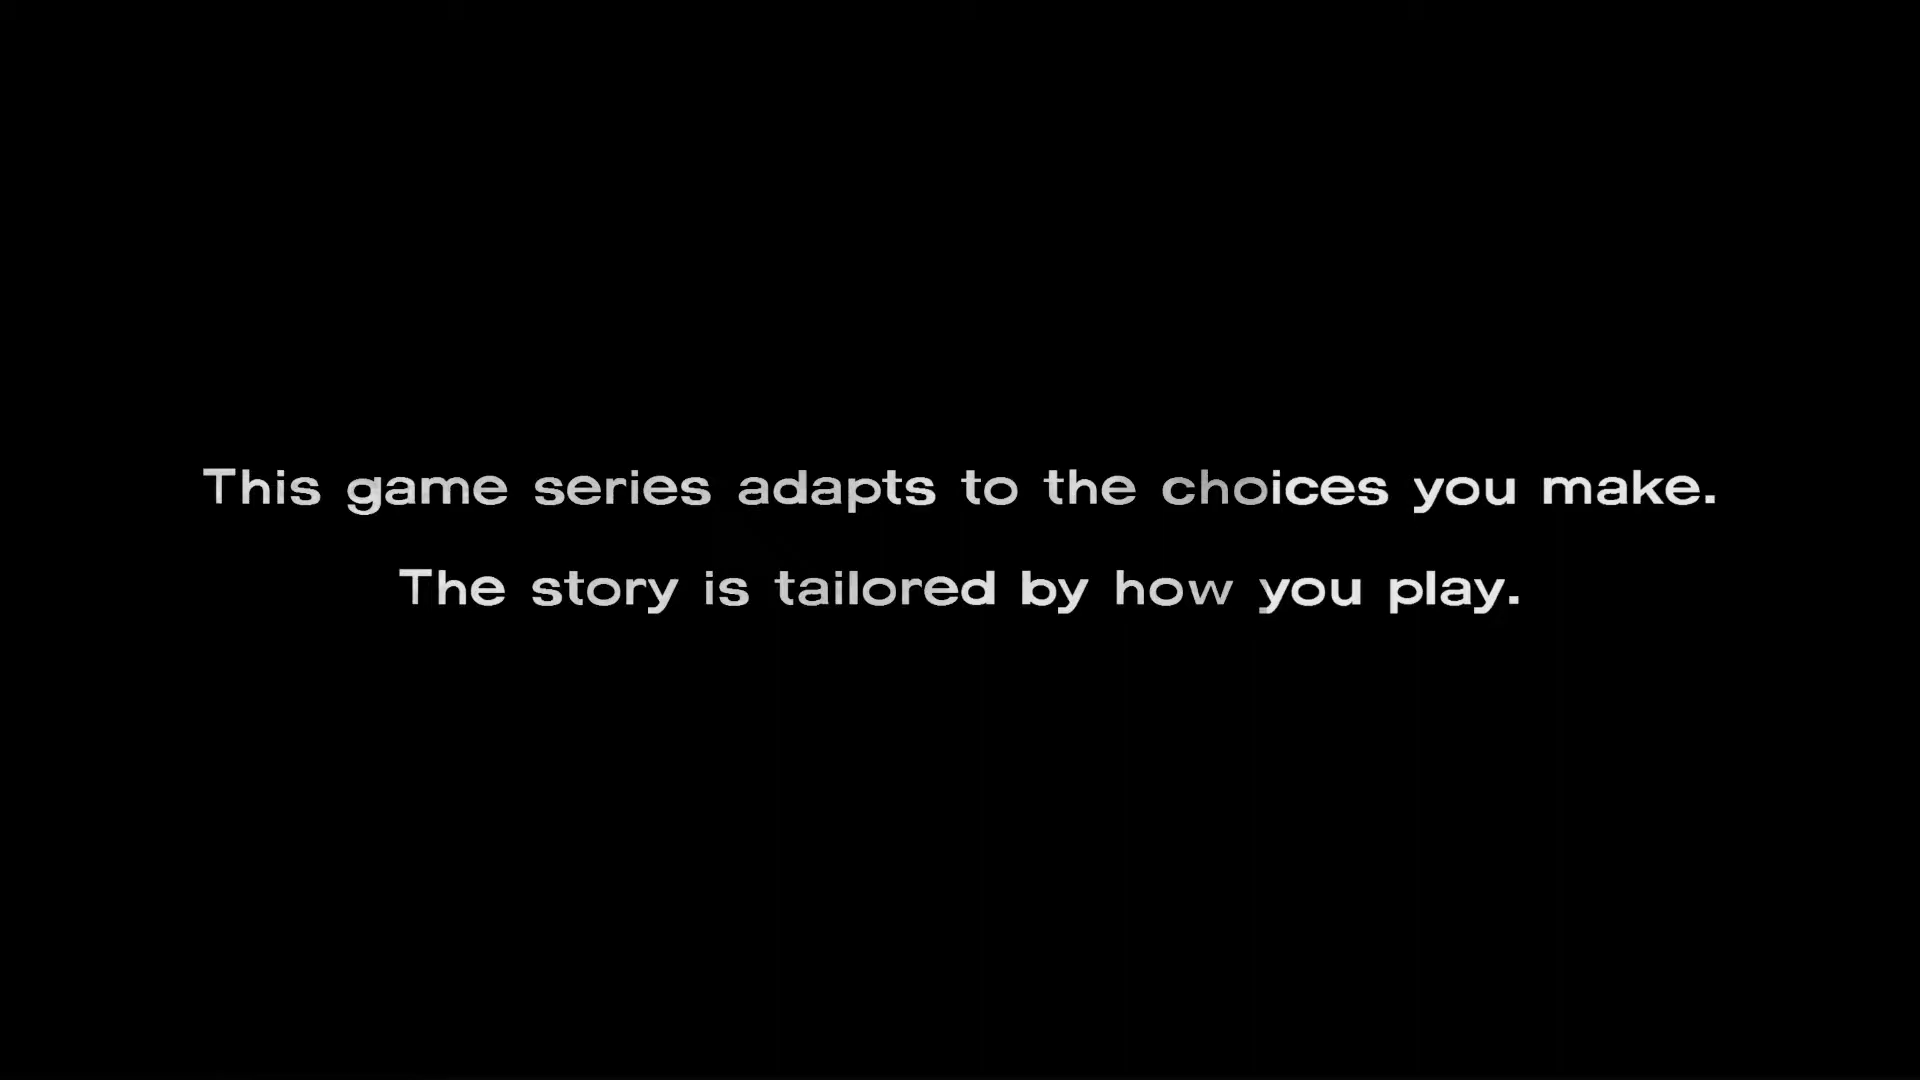 This game series adapts to the choices you make.
The story is tailored by how you play.